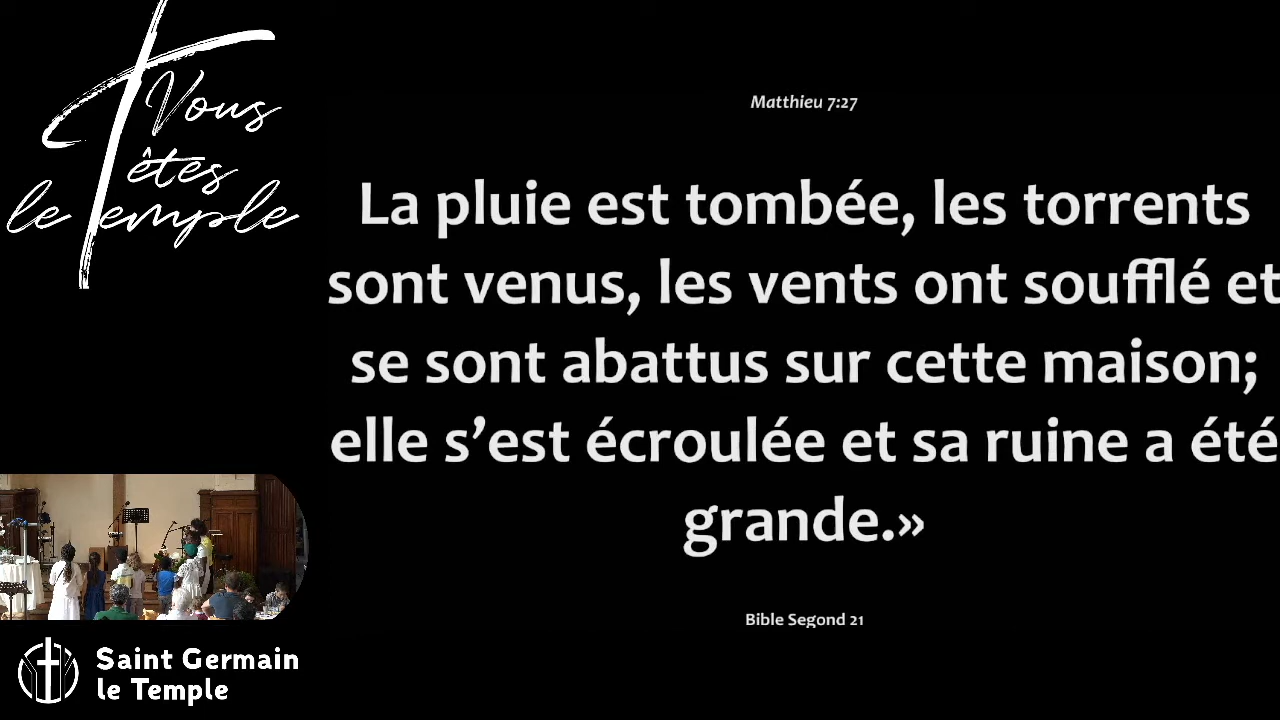 Vous
êtes
le Temple
Matthieu 7:27
La pluie est tombée, les torrents
sont venus, les vents ont soufflé et
se sont abattus sur cette maison;
elle s’est écroulée et sa ruine a été
grande.»
Bible Segond 21
Saint Germain
le Temple